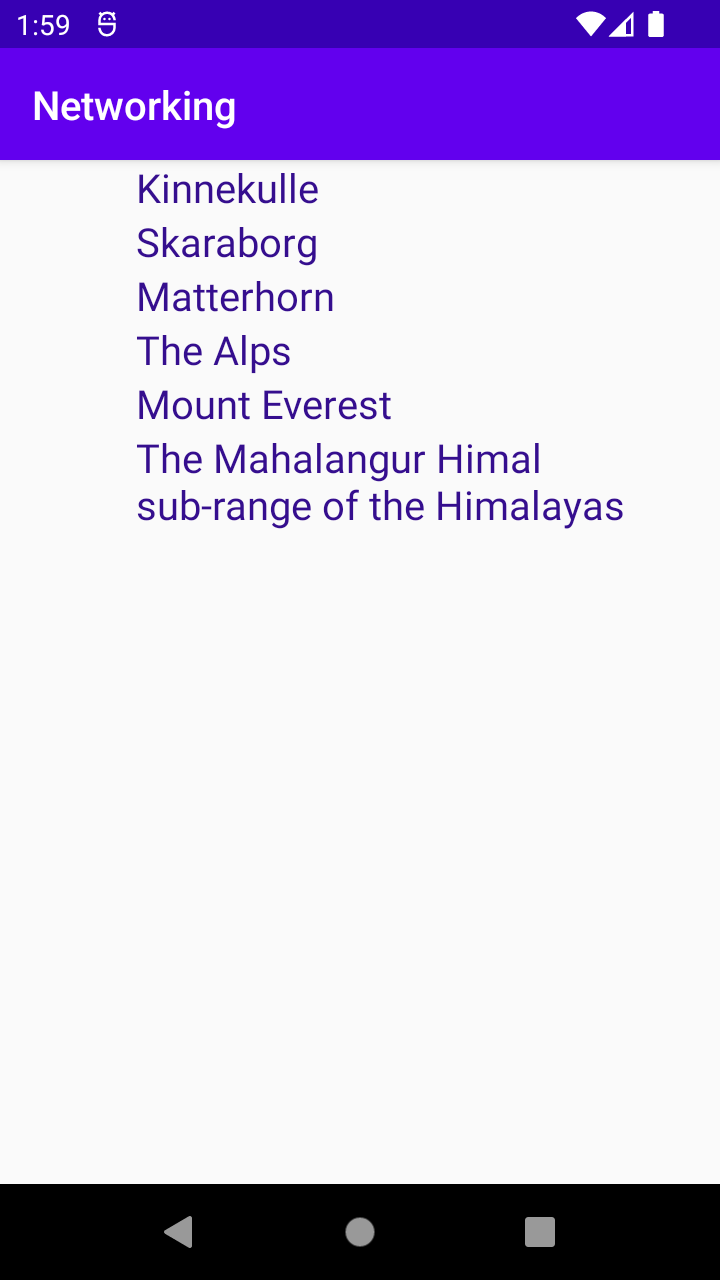 1:59
Networking
Kinnekulle
Skaraborg
Matterhorn
The Alps
Mount Everest
The Mahalangur Himal
sub-range of the Himalayas